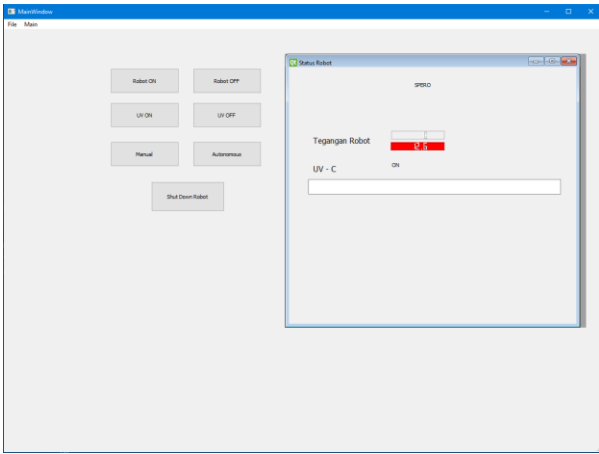 MainWindow
File Main
Robot ON Robot OFF
UV ON UV OFF
Manual Autonomous
Shut Down Robot
Status Robot
SPERO
Tegangan Robot
UV - C ON